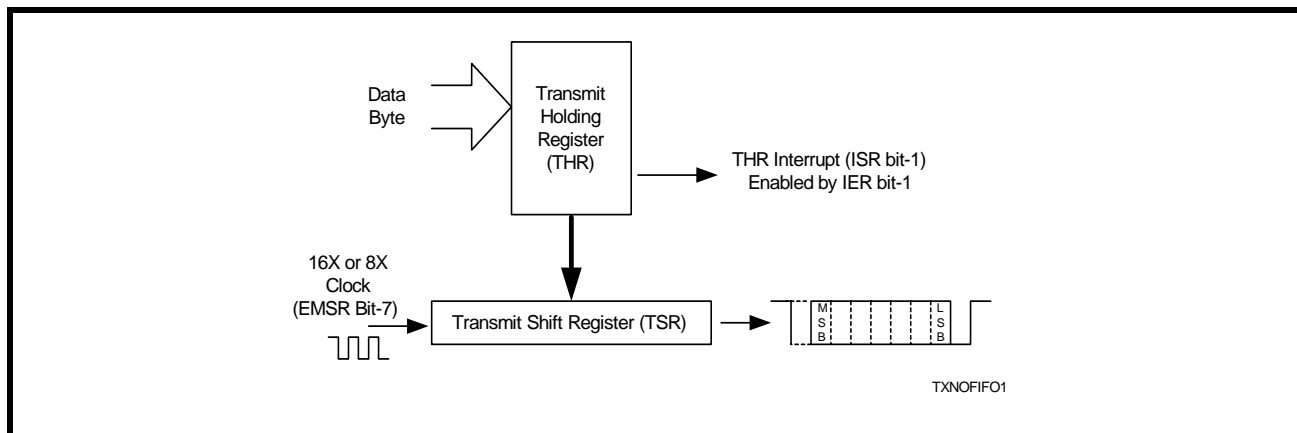 Data
Byte
Transmit
Holding
Register
(THR)
THR Interrupt (ISR bit-1)
Enabled by IER bit-1
16X or 8X
Clock
(EMSR Bit-7)
Transmit Shift Register (TSR)
M
S
B
L
S
B
TXNOFIFO1